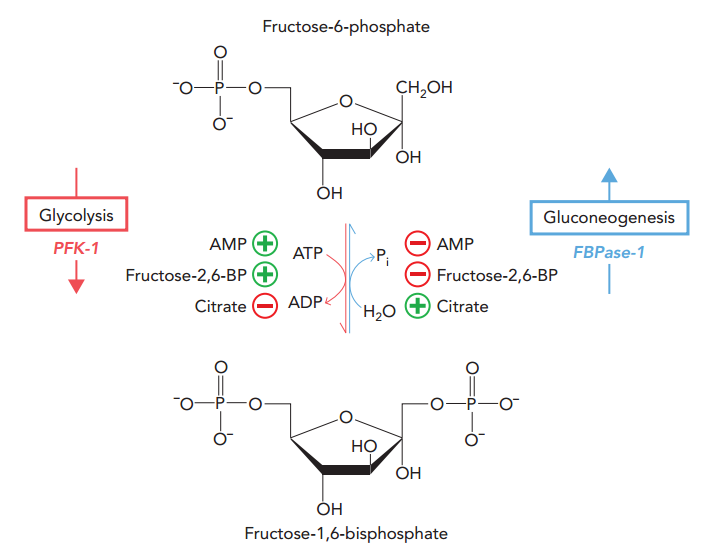 Fructose-6-phosphate
O
⁻O–P–O
O⁻
O
CH₂OH
HO
OH
OH
Glycolysis
PFK-1
Gluconeogenesis
FBPase-1
AMP +
Fructose-2,6-BP +
Citrate −
ATP
ADP
Pᵢ
H₂O
− AMP
− Fructose-2,6-BP
+ Citrate
O
⁻O–P–O
O⁻
O
HO
OH
OH
O
O–P–O⁻
O⁻
Fructose-1,6-bisphosphate